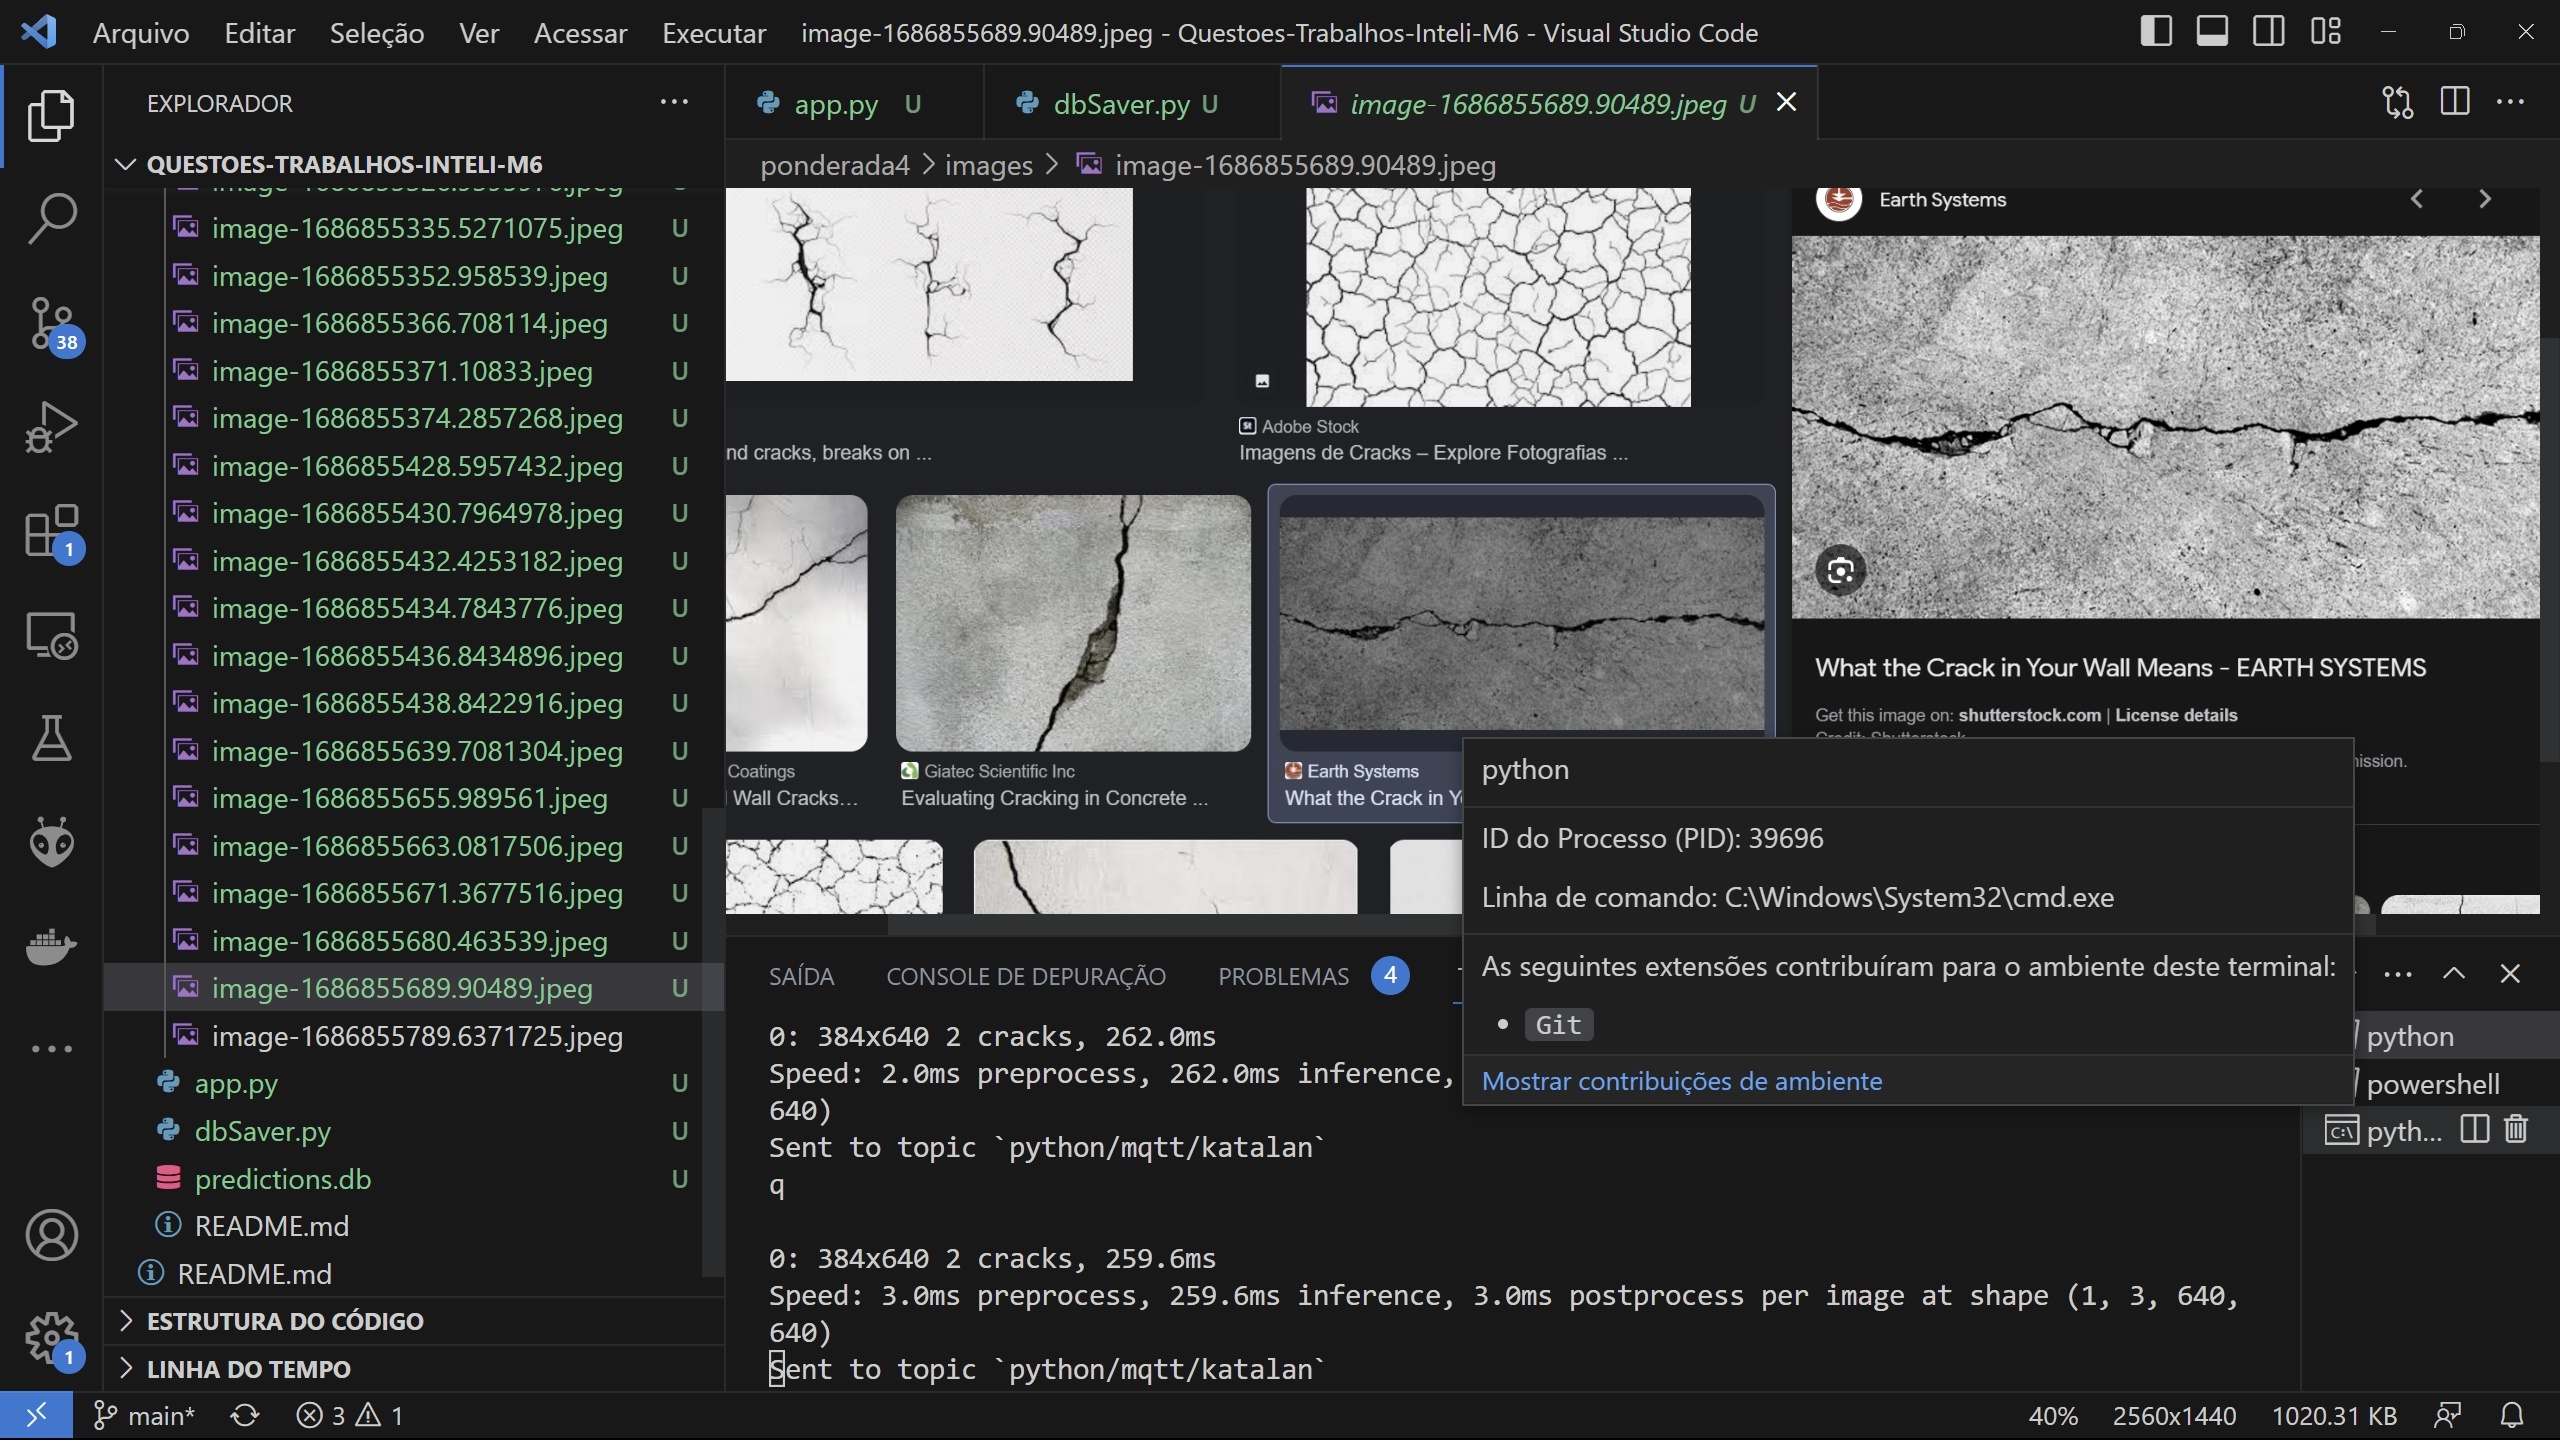 Arquivo Editar Seleção Ver Acessar Executar image-1686855689.90489.jpeg - Questoes-Trabalhos-Inteli-M6 - Visual Studio Code
EXPLORADOR
QUESTOES-TRABALHOS-INTELI-M6
image-1686855335.5271075.jpeg U
image-1686855352.958539.jpeg U
image-1686855366.708114.jpeg U
image-1686855371.10833.jpeg U
image-1686855374.2857268.jpeg U
image-1686855428.5957432.jpeg U
image-1686855430.7964978.jpeg U
image-1686855432.4253182.jpeg U
image-1686855434.7843776.jpeg U
image-1686855436.8434896.jpeg U
image-1686855438.8422916.jpeg U
image-1686855639.7081304.jpeg U
image-1686855655.989561.jpeg U
image-1686855663.0817506.jpeg U
image-1686855671.3677516.jpeg U
image-1686855680.463539.jpeg U
image-1686855689.90489.jpeg U
image-1686855789.6371725.jpeg
app.py U
dbSaver.py U
predictions.db U
README.md
README.md
ESTRUTURA DO CÓDIGO
LINHA DO TEMPO
38
1
1
app.py U dbSaver.py U image-1686855689.90489.jpeg U
ponderada4 > images > image-1686855689.90489.jpeg
nd cracks, breaks on ...
St Adobe Stock
Imagens de Cracks – Explore Fotografias ...
Coatings
Wall Cracks...
Giatec Scientific Inc
Evaluating Cracking in Concrete ...
Earth Systems
What the Crack in Y
Earth Systems
What the Crack in Your Wall Means - EARTH SYSTEMS
Get this image on: shutterstock.com | License details
Credit: Shutterstock
ission.
python
ID do Processo (PID): 39696
Linha de comando: C:\Windows\System32\cmd.exe
As seguintes extensões contribuíram para o ambiente deste terminal:
• Git
Mostrar contribuições de ambiente
SAÍDA CONSOLE DE DEPURAÇÃO PROBLEMAS 4
0: 384x640 2 cracks, 262.0ms
Speed: 2.0ms preprocess, 262.0ms inference,
640)
Sent to topic `python/mqtt/katalan`
q
0: 384x640 2 cracks, 259.6ms
Speed: 3.0ms preprocess, 259.6ms inference, 3.0ms postprocess per image at shape (1, 3, 640,
640)
Sent to topic `python/mqtt/katalan`
python
powershell
pyth...
main* 3 1 40% 2560x1440 1020.31 KB